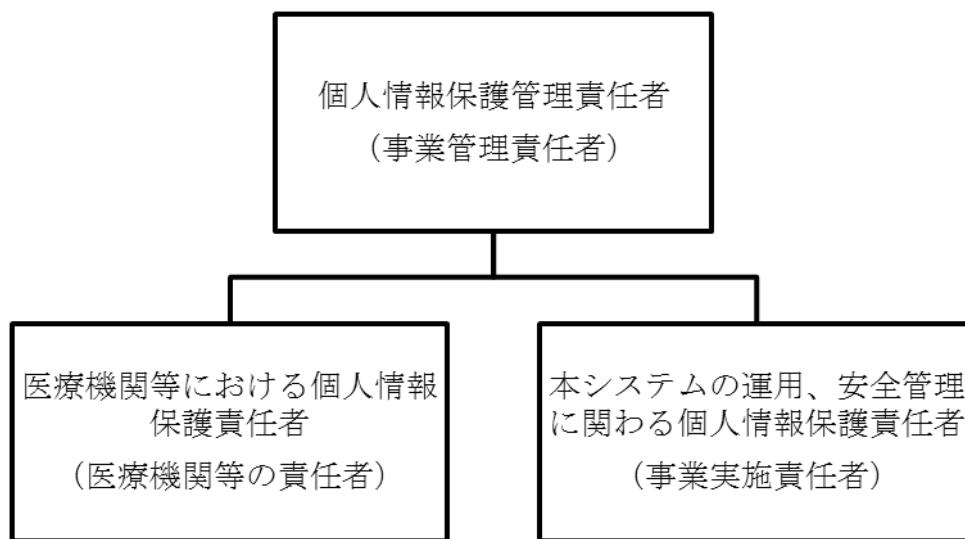 個人情報保護管理責任者
（事業管理責任者）
医療機関等における個人情報
保護責任者
（医療機関等の責任者）
本システムの運用、安全管理
に関わる個人情報保護責任者
（事業実施責任者）